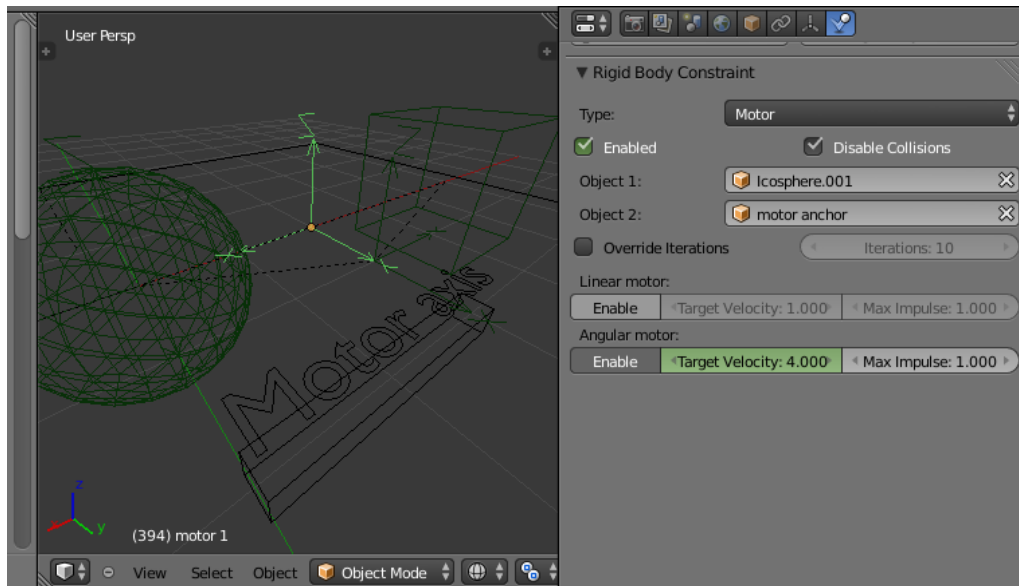 User Persp
Motor axis
z
x
y
(394) motor 1
View Select Object Object Mode
Rigid Body Constraint
Type: Motor
Enabled Disable Collisions
Object 1: Icosphere.001
Object 2: motor anchor
Override Iterations Iterations: 10
Linear motor:
Enable Target Velocity: 1.000 Max Impulse: 1.000
Angular motor:
Enable Target Velocity: 4.000 Max Impulse: 1.000